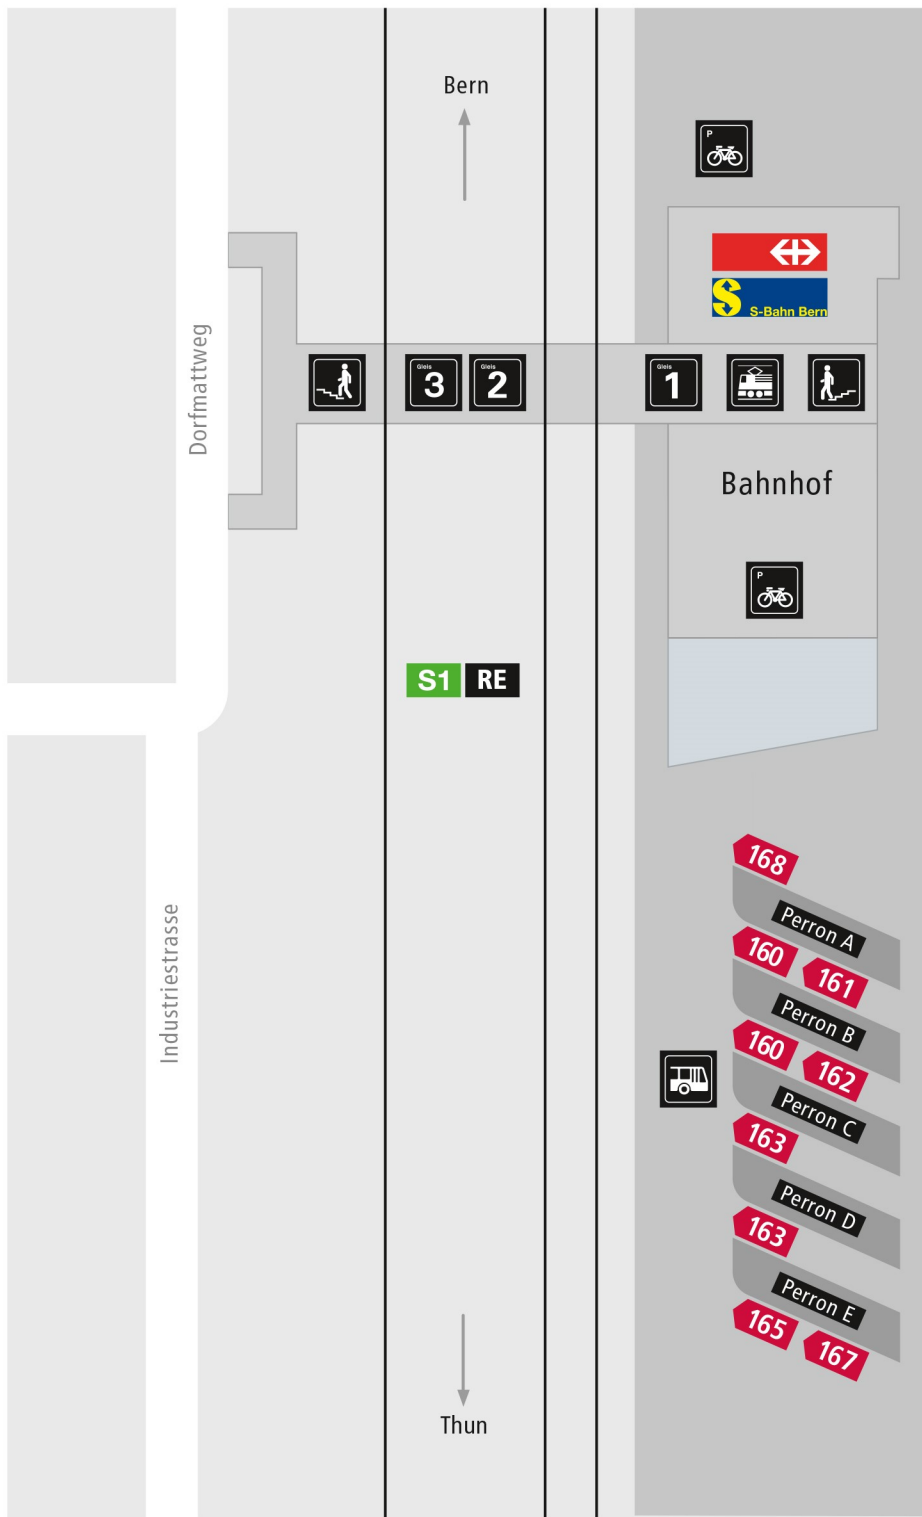 Bern
P
S-Bahn Bern
Dorfmattweg
Gleis
3
Gleis
2
Gleis
1
Bahnhof
P
S1
RE
168
Perron A
160
161
Perron B
Industriestrasse
160
162
Perron C
163
Perron D
163
Perron E
165
167
Thun